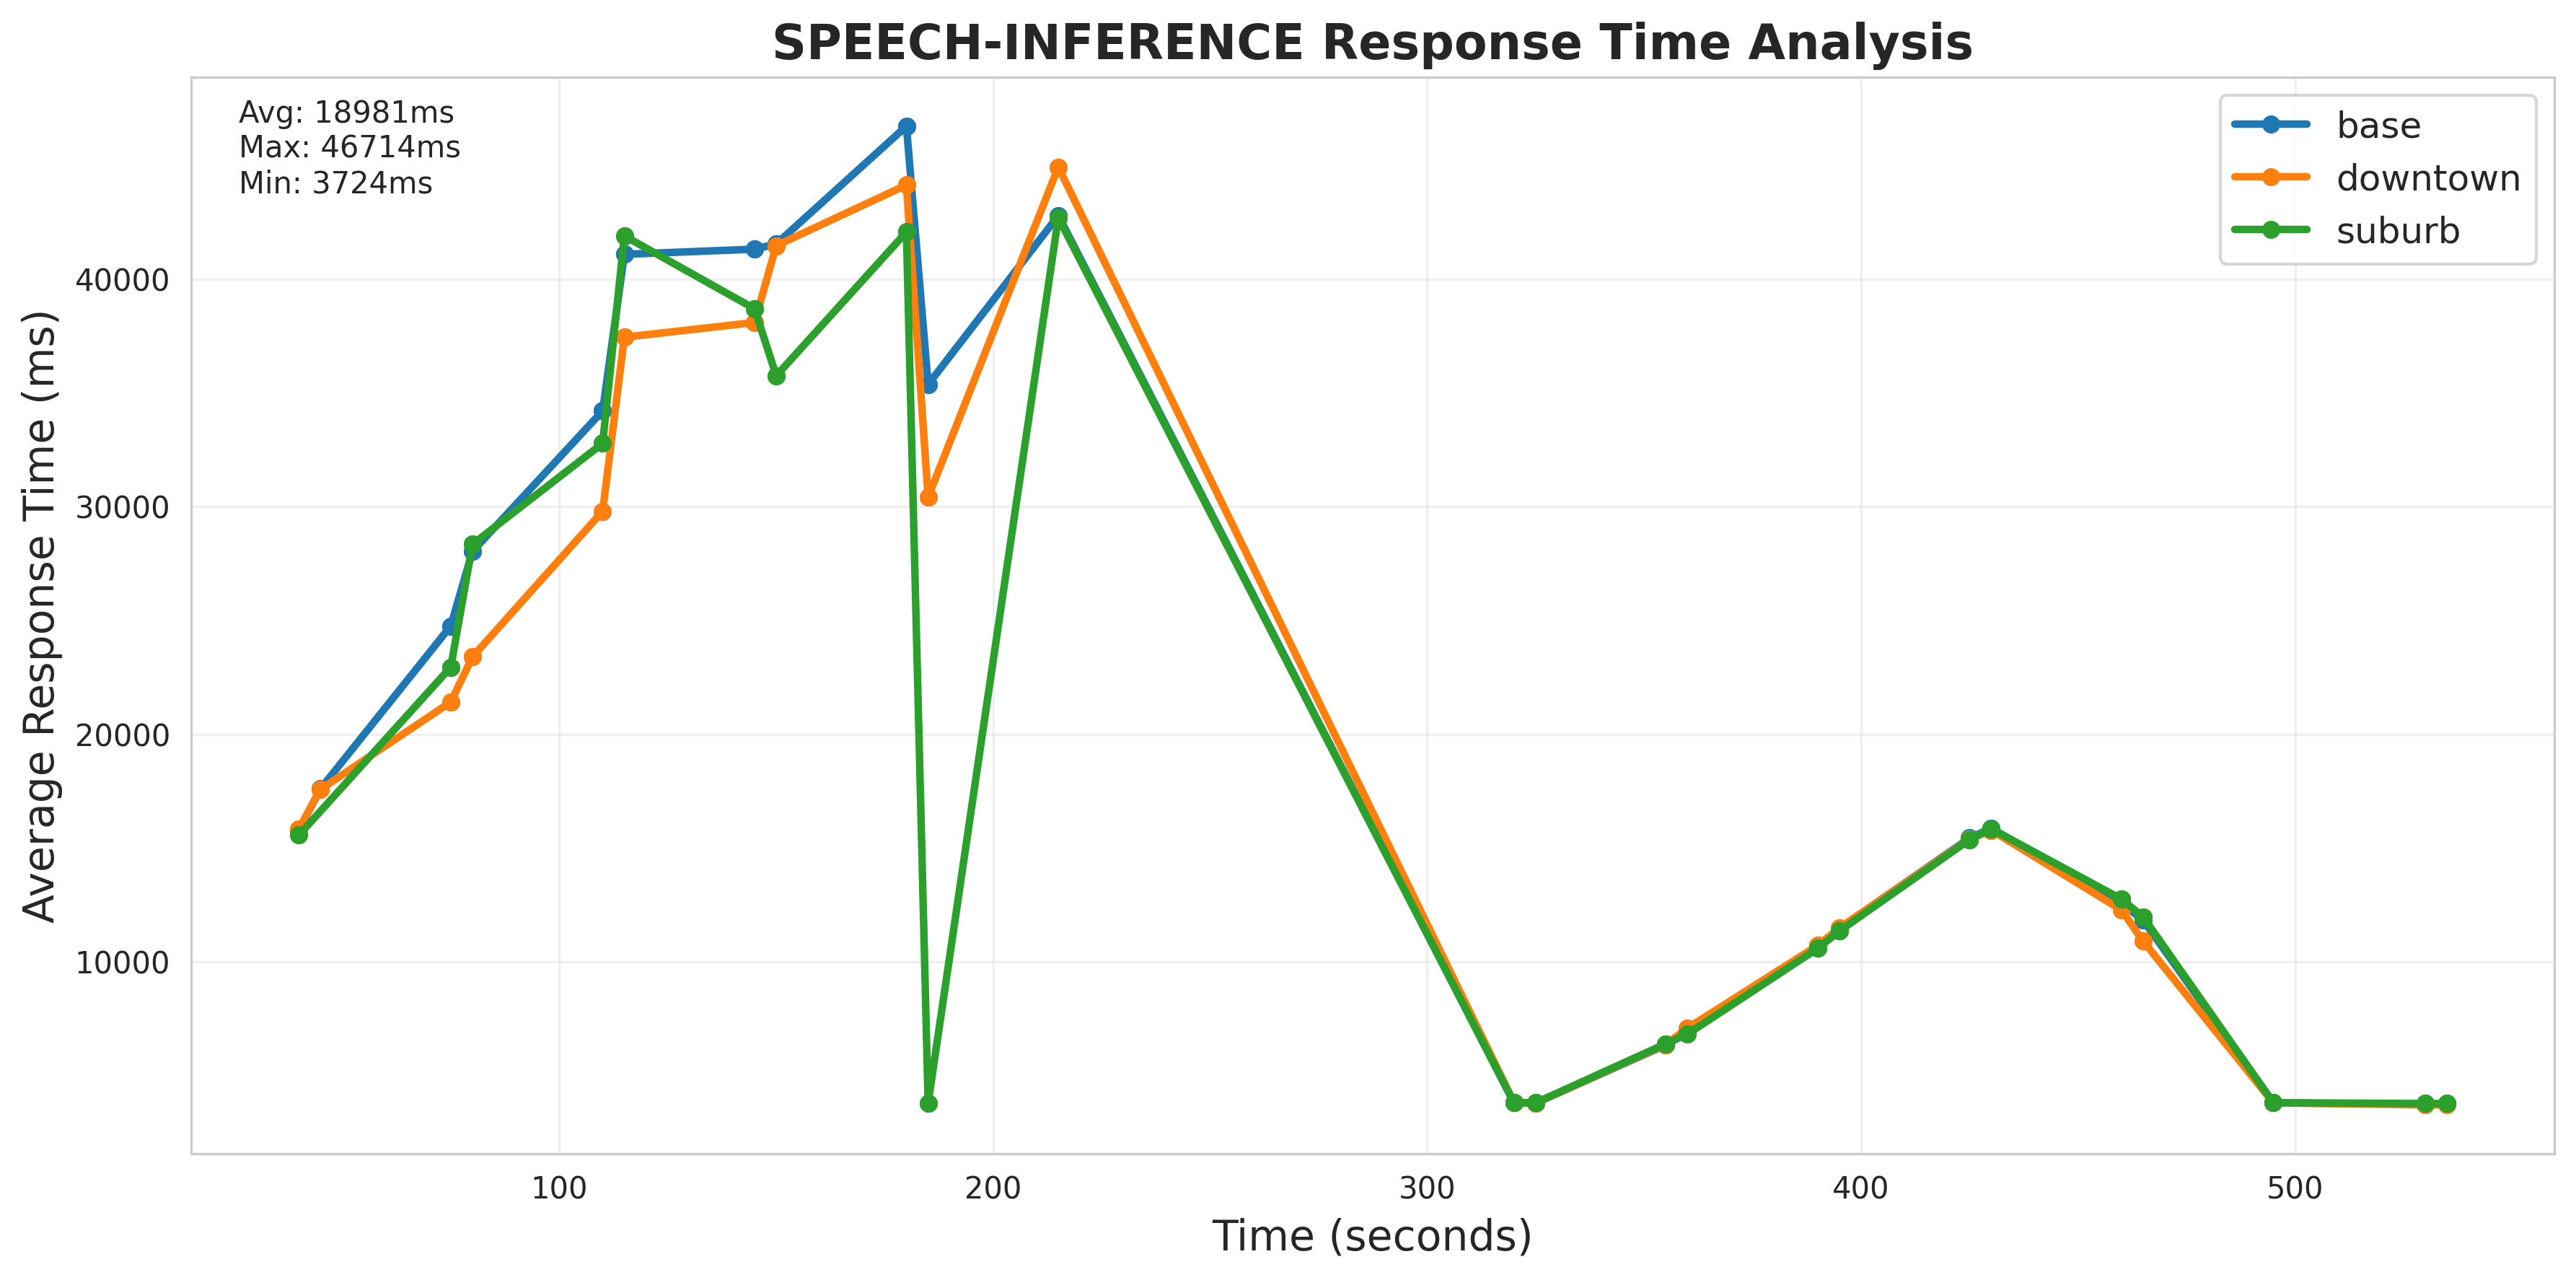 SPEECH-INFERENCE Response Time Analysis
Avg: 18981ms
Max: 46714ms
Min: 3724ms
base
downtown
suburb
Average Response Time (ms)
40000
30000
20000
10000
100
200
300
400
500
Time (seconds)